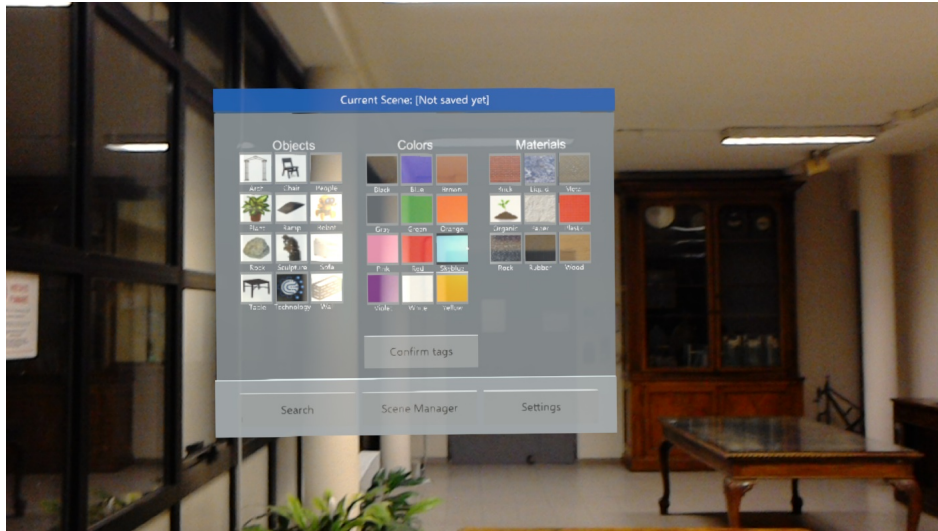 Current Scene: [Not saved yet]
Objects
Colors
Materials
Chair
People
Black
Blue
Brown
Brick
Liquid
Plant
Ramp
Robot
Gray
Green
Orange
Organic
Paper
Plastic
Rock
Sculpture
Sofa
Pink
Red
Skyblue
Rock
Rubber
Wood
Table
Technology
Violet
White
Yellow
Confirm tags
Search
Scene Manager
Settings